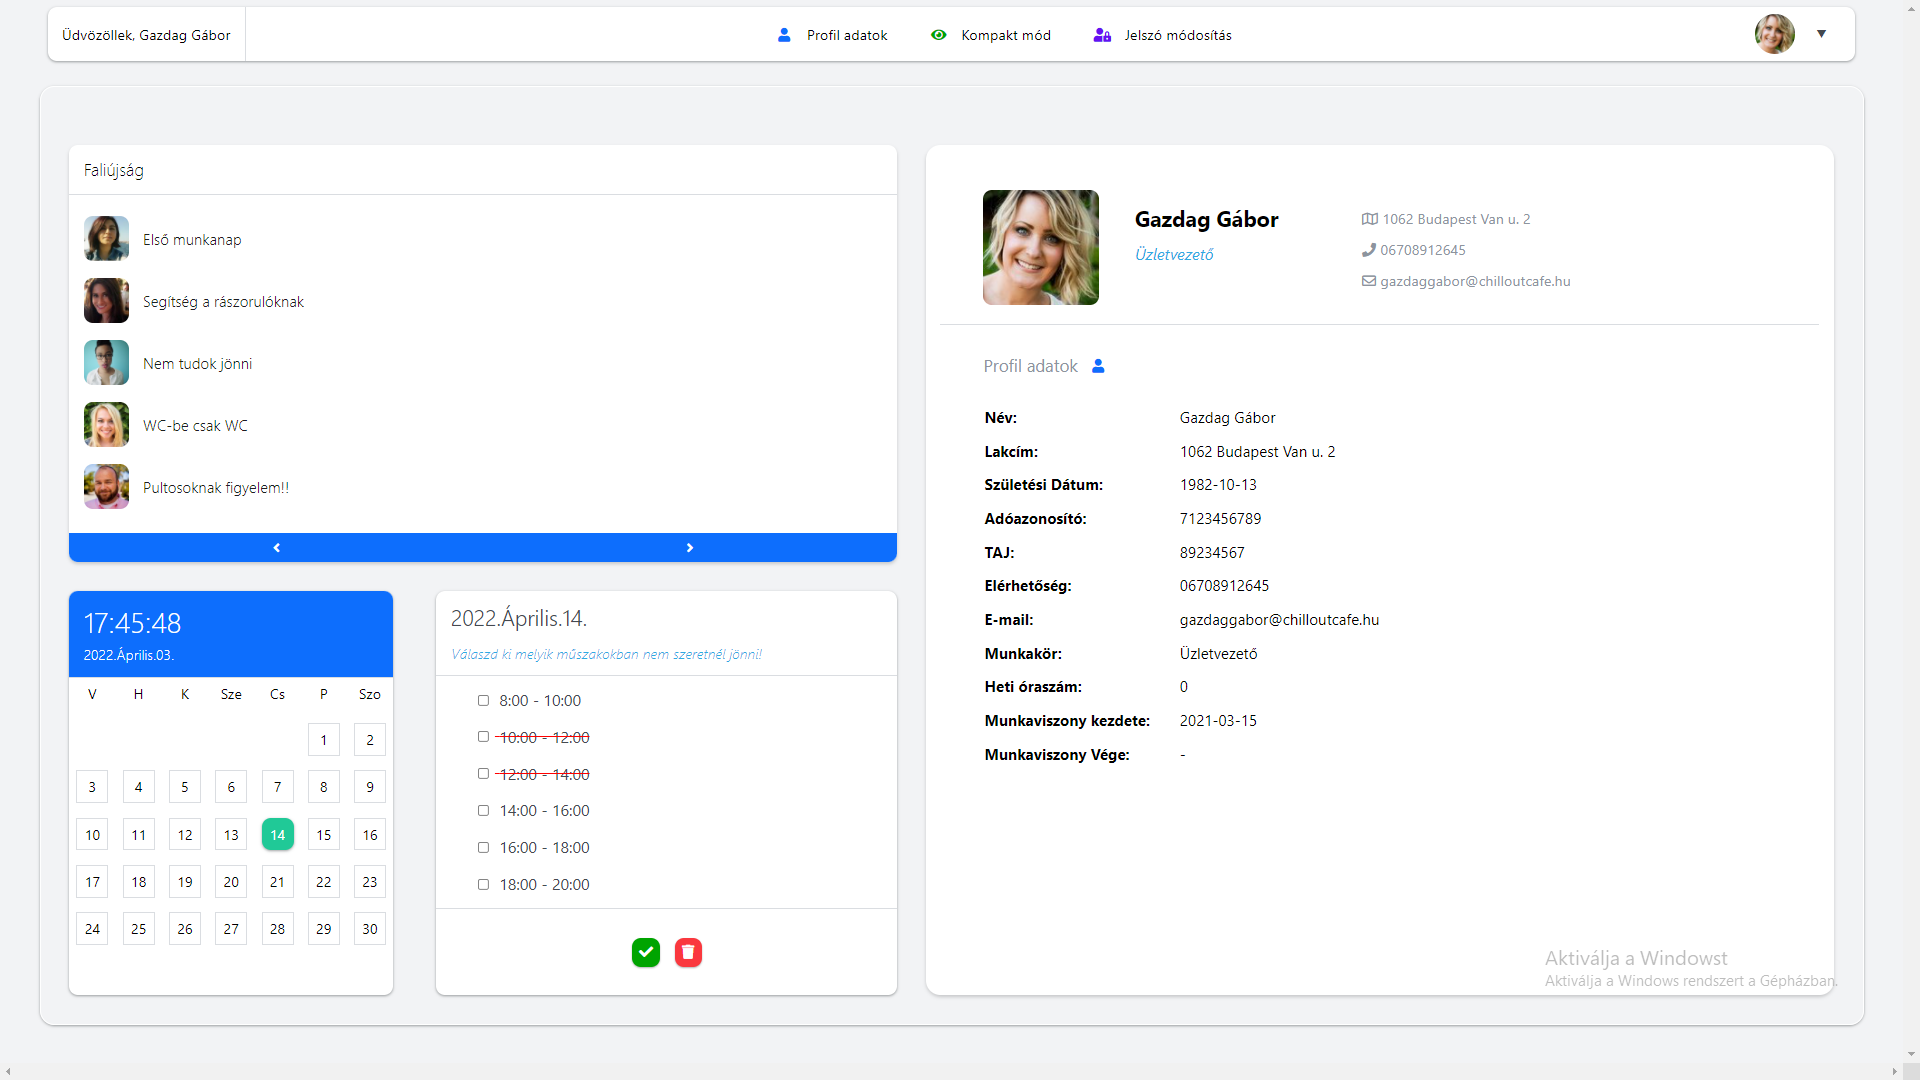 Üdvözöllek, Gazdag Gábor
Profil adatok
Kompakt mód
Jelszó módosítás
Faliújság
Első munkanap
Segítség a rászorulóknak
Nem tudok jönni
WC-be csak WC
Pultosoknak figyelem!!
17:45:48
2022.Április.03.
V H K Sze Cs P Szo
1 2
3 4 5 6 7 8 9
10 11 12 13 14 15 16
17 18 19 20 21 22 23
24 25 26 27 28 29 30
2022.Április.14.
Válaszd ki melyik műszakokban nem szeretnél jönni!
8:00 - 10:00
10:00 - 12:00
12:00 - 14:00
14:00 - 16:00
16:00 - 18:00
18:00 - 20:00
Gazdag Gábor
Üzletvezető
1062 Budapest Van u. 2
06708912645
gazdaggabor@chilloutcafe.hu
Profil adatok
Név: Gazdag Gábor
Lakcím: 1062 Budapest Van u. 2
Születési Dátum: 1982-10-13
Adóazonosító: 7123456789
TAJ: 89234567
Elérhetőség: 06708912645
E-mail: gazdaggabor@chilloutcafe.hu
Munkakör: Üzletvezető
Heti óraszám: 0
Munkaviszony kezdete: 2021-03-15
Munkaviszony Vége: -
Aktiválja a Windowst
Aktiválja a Windows rendszert a Gépházban.